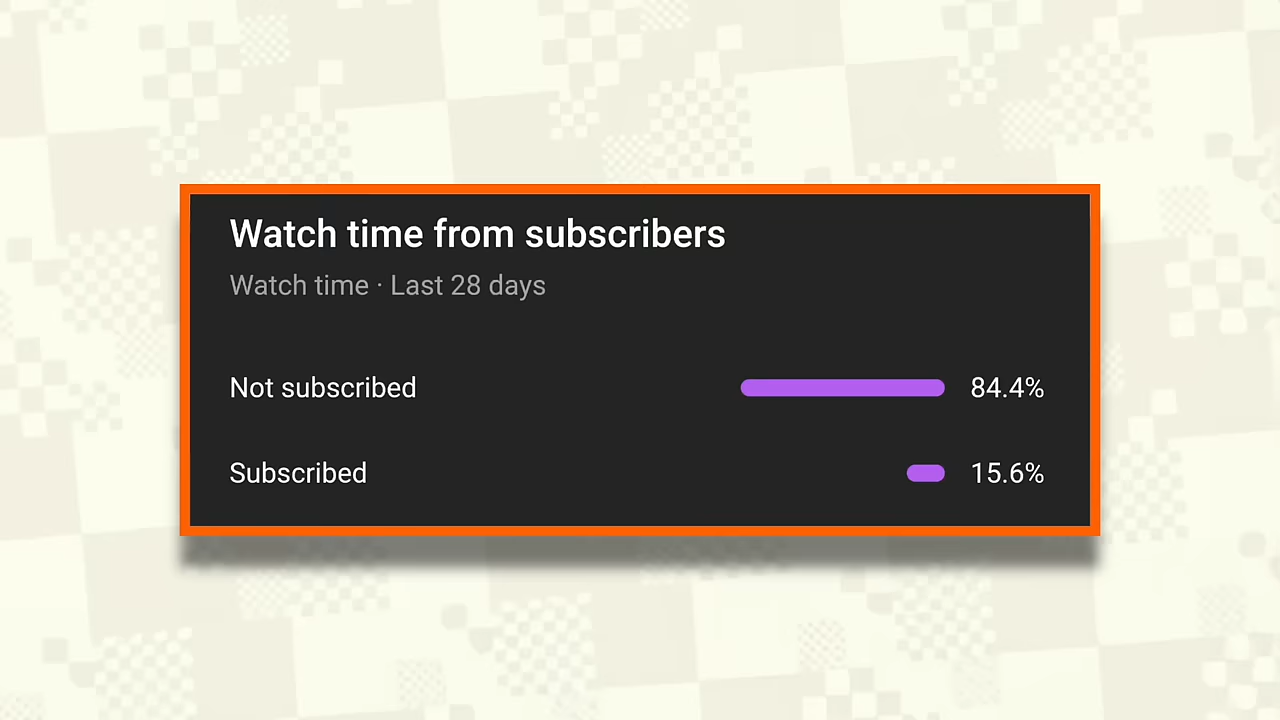 Watch time from subscribers
Watch time · Last 28 days
Not subscribed 84.4%
Subscribed 15.6%